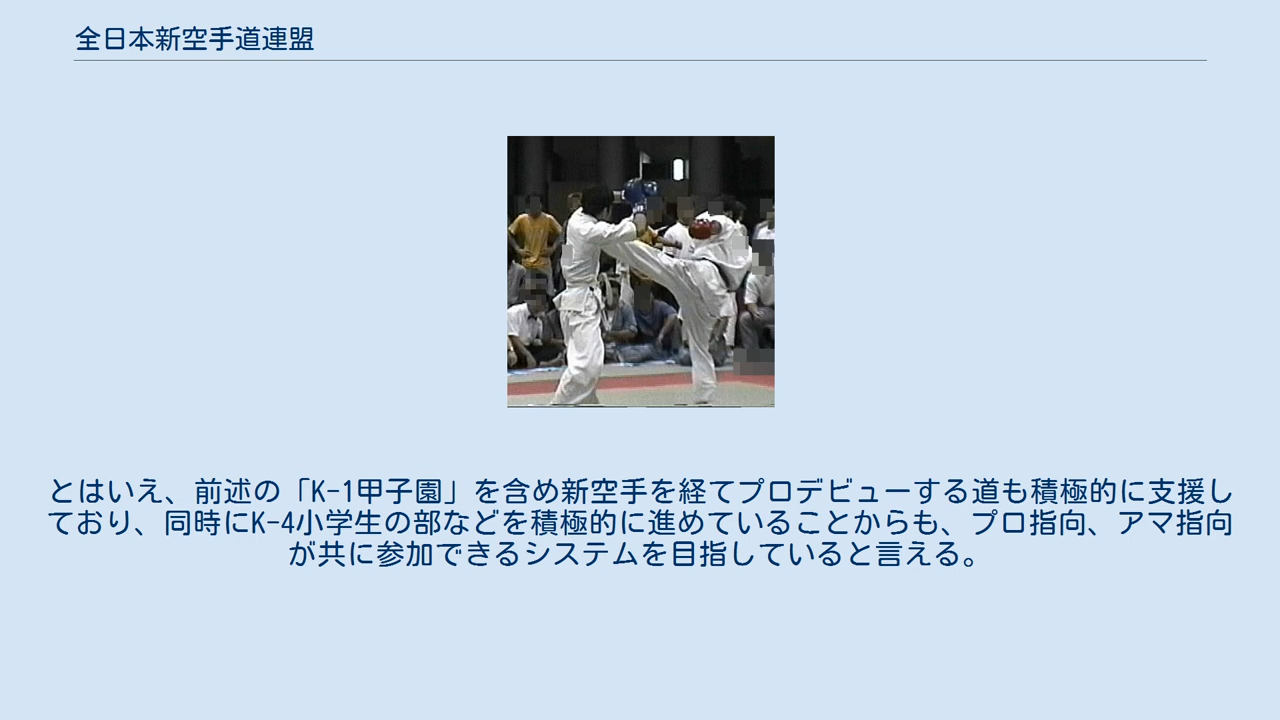 全日本新空手道連盟
とはいえ、前述の「K-1甲子園」を含め新空手を経てプロデビューする道も積極的に支援し
ており、同時にK-4小学生の部などを積極的に進めていることからも、プロ指向、アマ指向
が共に参加できるシステムを目指していると言える。